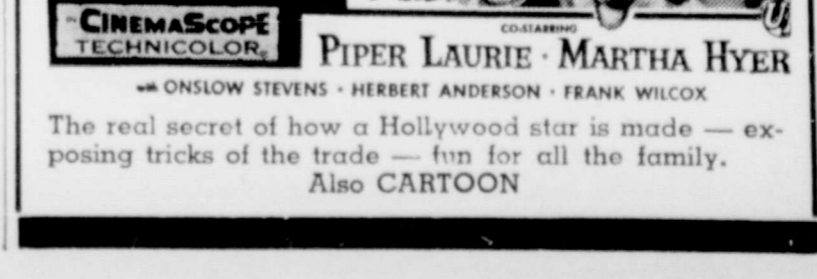 CINEMASCOPE
TECHNICOLOR
CO-STARRING
PIPER LAURIE · MARTHA HYER
with ONSLOW STEVENS · HERBERT ANDERSON · FRANK WILCOX
The real secret of how a Hollywood star is made — ex-
posing tricks of the trade — fun for all the family.
Also CARTOON